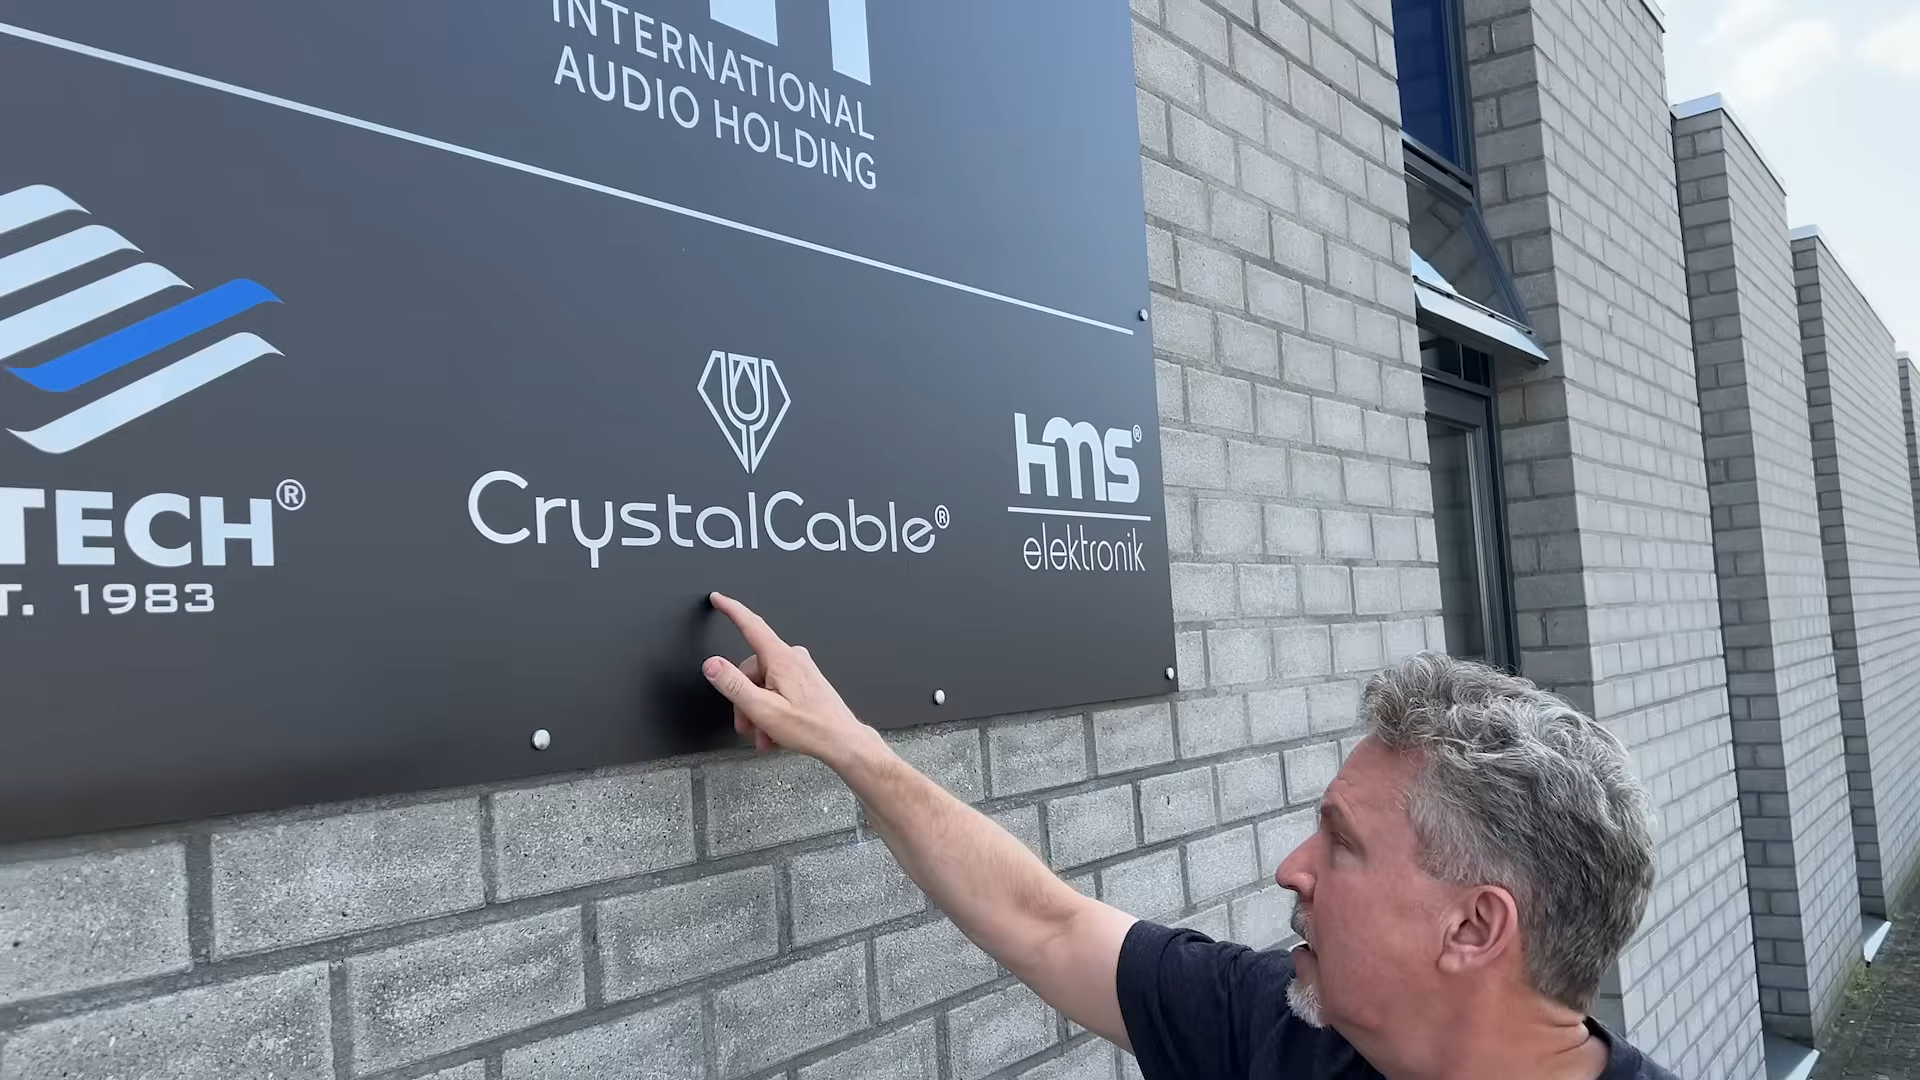 INTERNATIONAL
AUDIO HOLDING
TECH®
T. 1983
CrystalCable®
hms®
elektronik